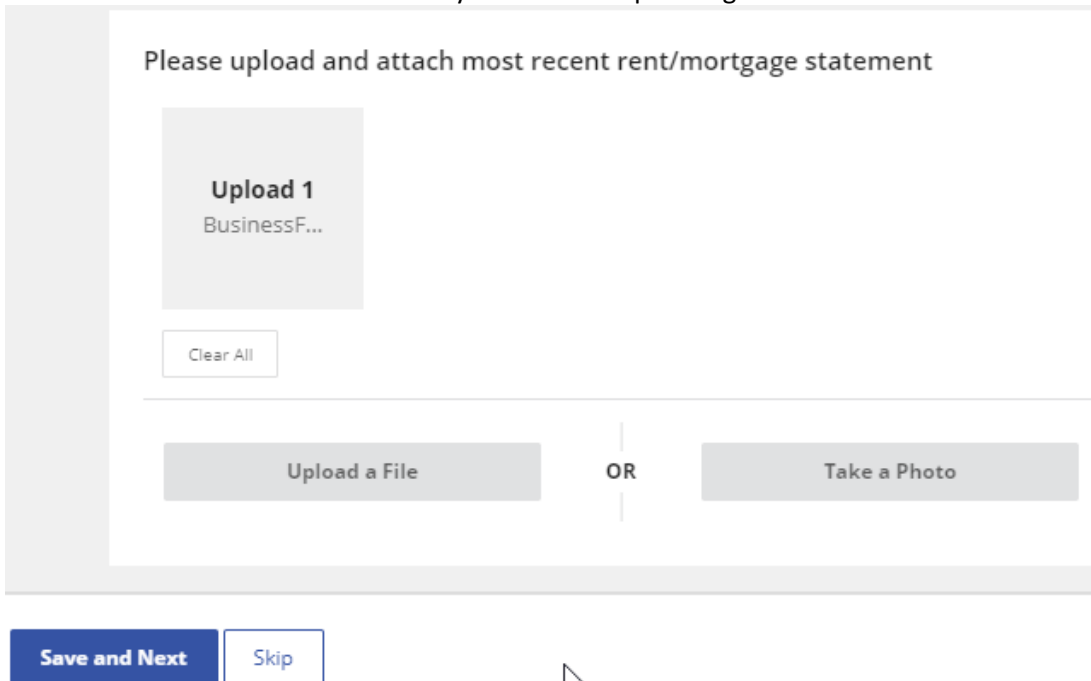 Please upload and attach most recent rent/mortgage statement
Upload 1
BusinessF...
Clear All
Upload a File
OR
Take a Photo
Save and Next
Skip